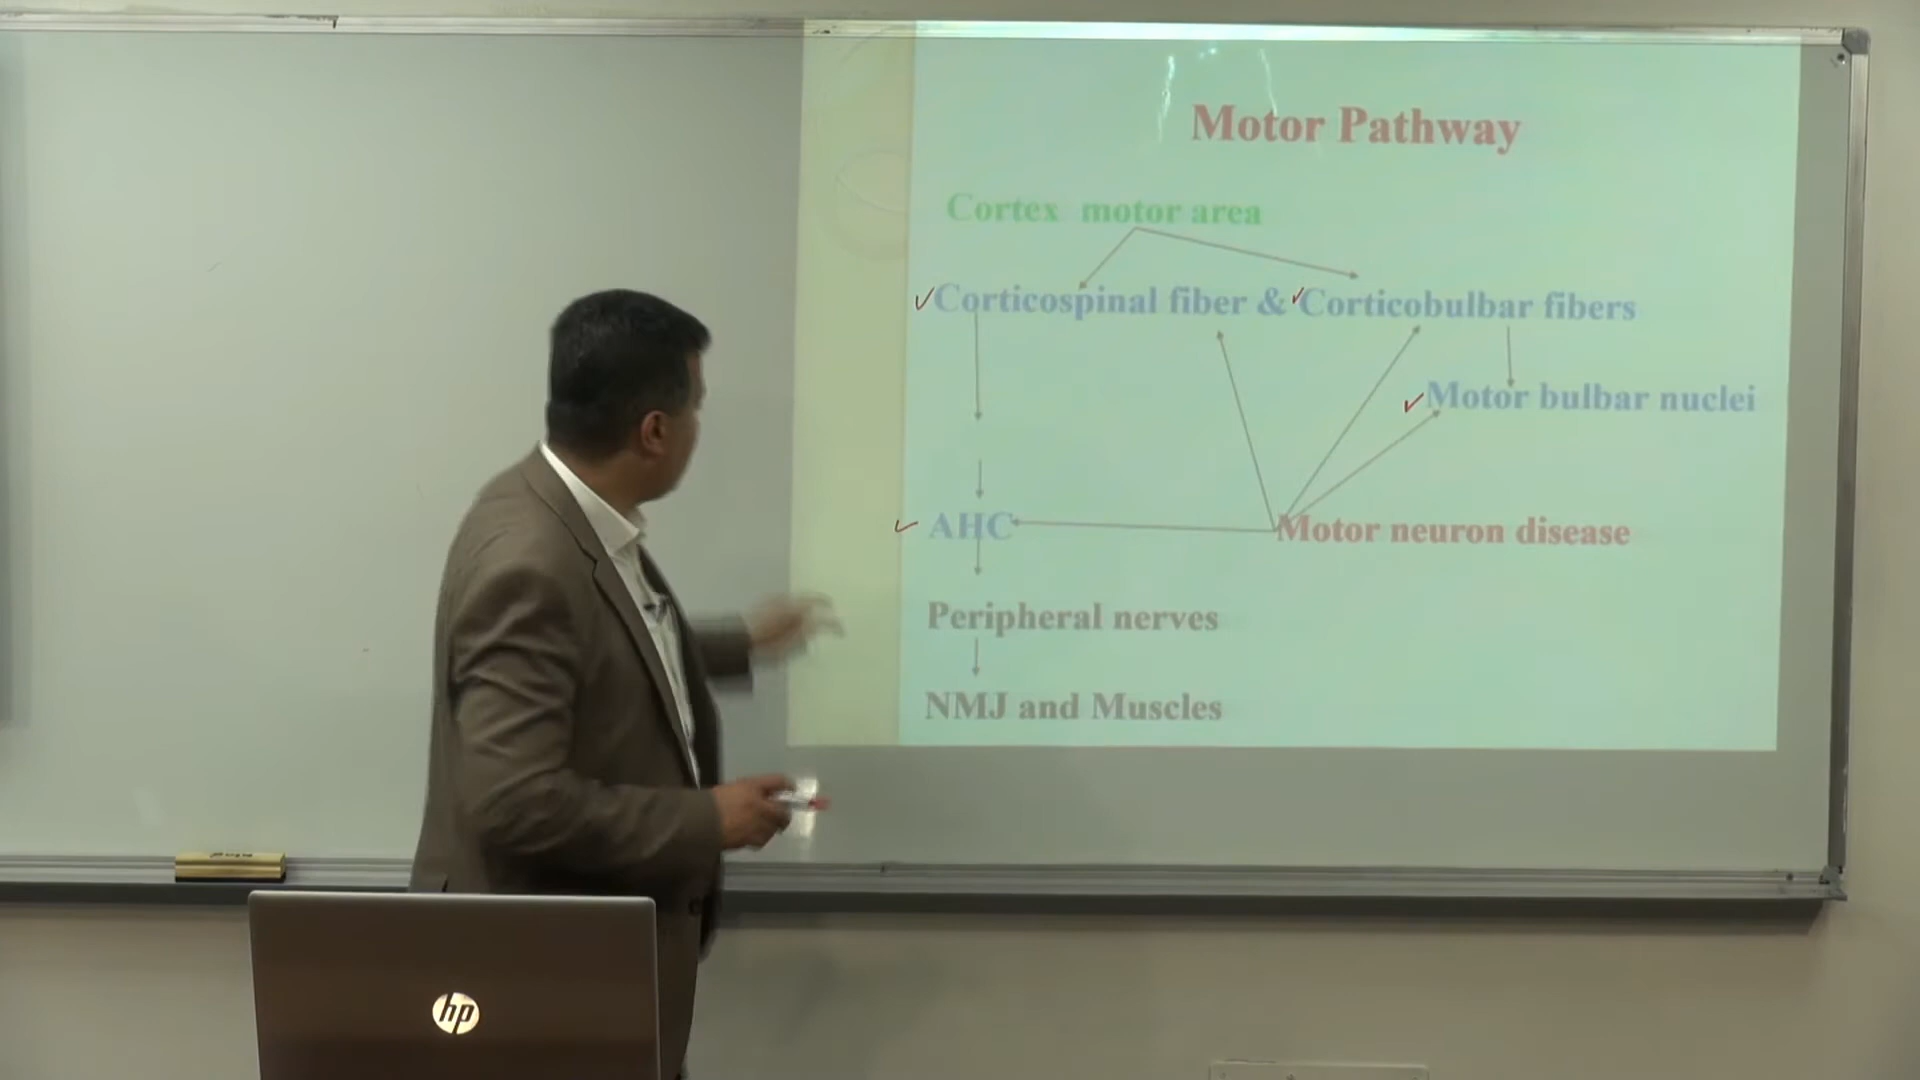 Motor Pathway
Cortex motor area
✓Corticospinal fiber & ✓Corticobulbar fibers
✓Motor bulbar nuclei
✓ AHC
Motor neuron disease
Peripheral nerves
NMJ and Muscles
hp